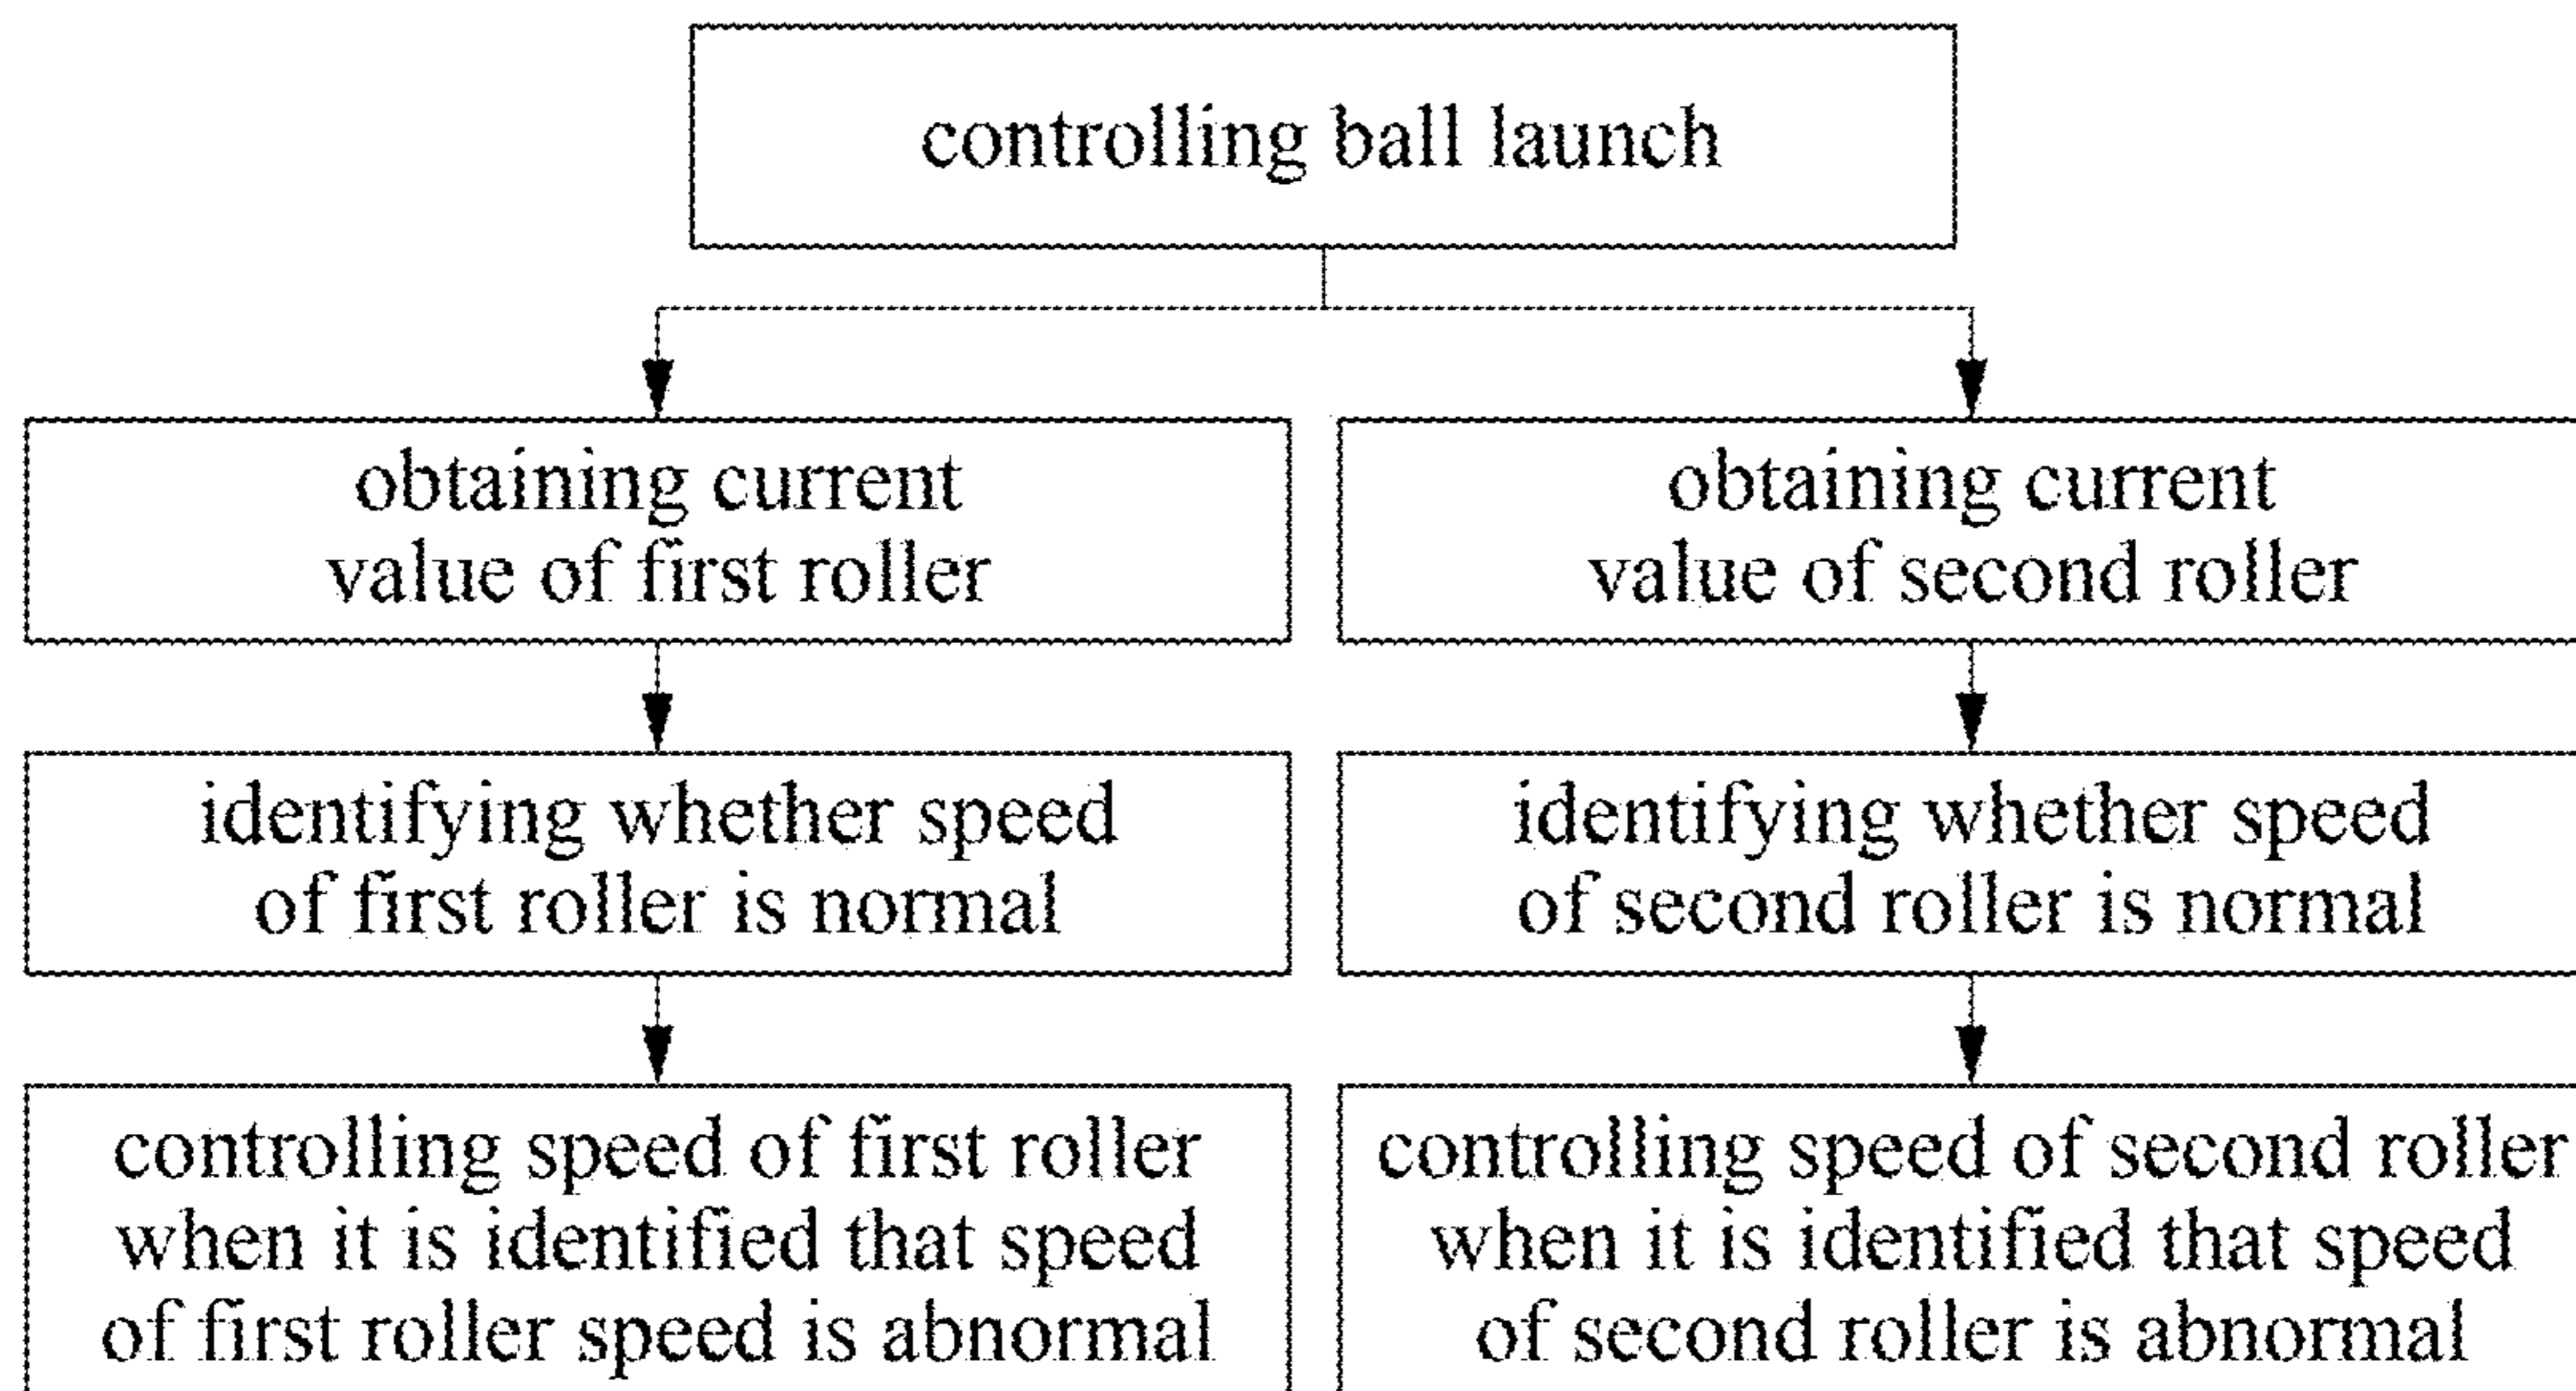 controlling ball launch
obtaining current
value of first roller
obtaining current
value of second roller
identifying whether speed
of first roller is normal
identifying whether speed
of second roller is normal
controlling speed of first roller
when it is identified that speed
of first roller speed is abnormal
controlling speed of second roller
when it is identified that speed
of second roller is abnormal